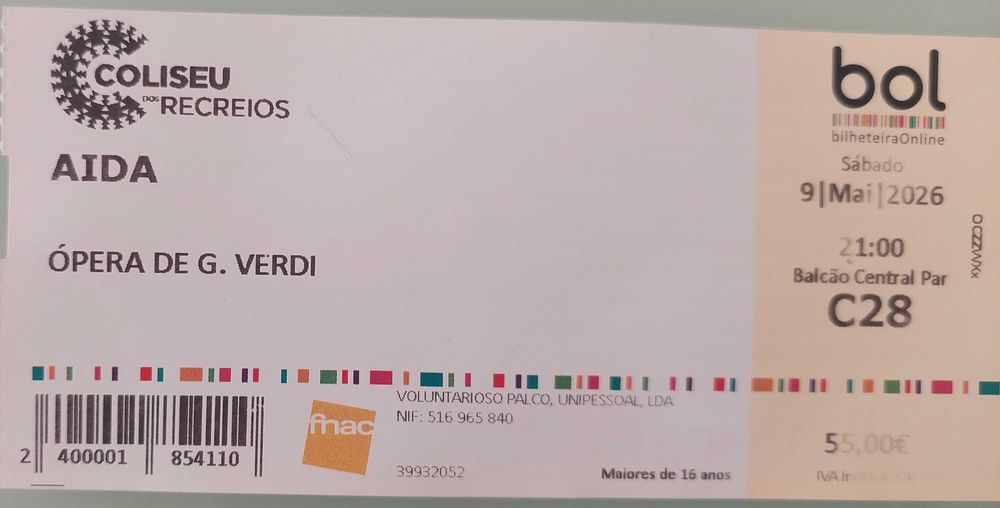 COLISEU
DOS RECREIOS
AIDA
ÓPERA DE G. VERDI
bol
bilheteiraOnline
Sábado
9|Mai|2026
21:00
Balcão Central Par
C28
fnac
VOLUNTARIOSO PALCO, UNIPESSOAL, LDA
NIF: 516 965 840
39932052
Maiores de 16 anos
55,00€
2 400001 854110